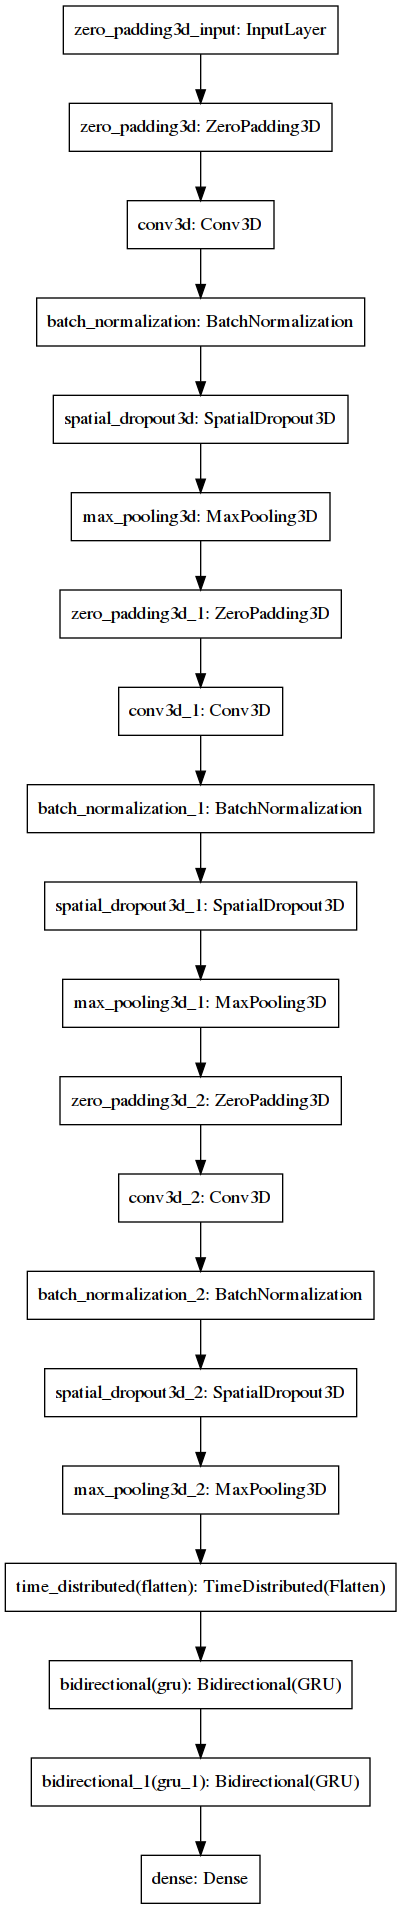 zero_padding3d_input: InputLayer
zero_padding3d: ZeroPadding3D
conv3d: Conv3D
batch_normalization: BatchNormalization
spatial_dropout3d: SpatialDropout3D
max_pooling3d: MaxPooling3D
zero_padding3d_1: ZeroPadding3D
conv3d_1: Conv3D
batch_normalization_1: BatchNormalization
spatial_dropout3d_1: SpatialDropout3D
max_pooling3d_1: MaxPooling3D
zero_padding3d_2: ZeroPadding3D
conv3d_2: Conv3D
batch_normalization_2: BatchNormalization
spatial_dropout3d_2: SpatialDropout3D
max_pooling3d_2: MaxPooling3D
time_distributed(flatten): TimeDistributed(Flatten)
bidirectional(gru): Bidirectional(GRU)
bidirectional_1(gru_1): Bidirectional(GRU)
dense: Dense